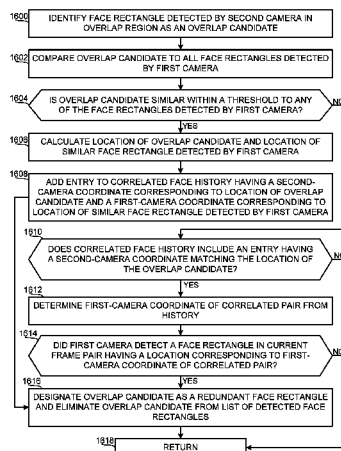 1600
IDENTIFY FACE RECTANGLE DETECTED BY SECOND CAMERA IN
OVERLAP REGION AS AN OVERLAP CANDIDATE
1602
COMPARE OVERLAP CANDIDATE TO ALL FACE RECTANGLES DETECTED
BY FIRST CAMERA
1604
IS OVERLAP CANDIDATE SIMILAR WITHIN A THRESHOLD TO ANY
OF THE FACE RECTANGLES DETECTED BY FIRST CAMERA?
NO
YES
1606
CALCULATE LOCATION OF OVERLAP CANDIDATE AND LOCATION OF
SIMILAR FACE RECTANGLE DETECTED BY FIRST CAMERA
1608
ADD ENTRY TO CORRELATED FACE HISTORY HAVING A SECOND-
CAMERA COORDINATE CORRESPONDING TO LOCATION OF OVERLAP
CANDIDATE AND A FIRST-CAMERA COORDINATE CORRESPONDING
TO LOCATION OF SIMILAR FACE RECTANGLE DETECTED BY FIRST CAMERA
1610
DOES CORRELATED FACE HISTORY INCLUDE AN ENTRY HAVING
A SECOND-CAMERA COORDINATE MATCHING THE LOCATION OF
THE OVERLAP CANDIDATE?
NO
YES
1612
DETERMINE FIRST-CAMERA COORDINATE OF CORRELATED PAIR FROM
HISTORY
1614
DID FIRST CAMERA DETECT A FACE RECTANGLE IN CURRENT
FRAME PAIR HAVING A LOCATION CORRESPONDING TO FIRST-
CAMERA COORDINATE OF CORRELATED PAIR?
NO
YES
1616
DESIGNATE OVERLAP CANDIDATE AS A REDUNDANT FACE RECTANGLE
AND ELIMINATE OVERLAP CANDIDATE FROM LIST OF DETECTED FACE
RECTANGLES
1618
RETURN